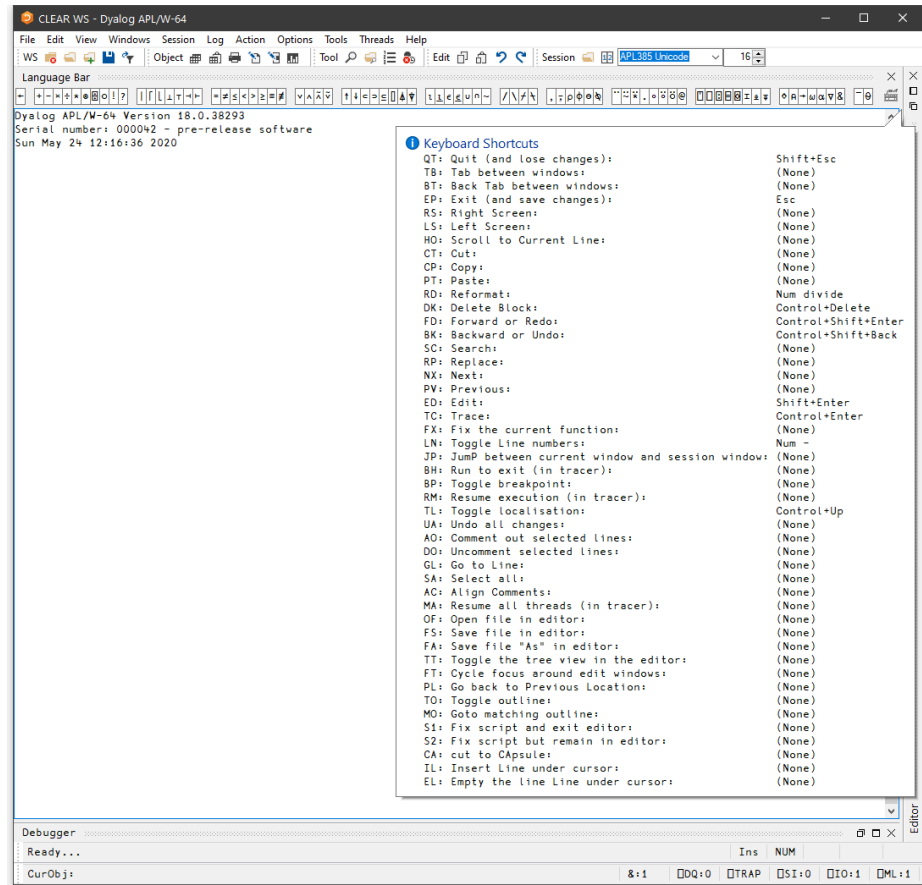 CLEAR WS - Dyalog APL/W-64
File Edit View Windows Session Log Action Options Tools Threads Help
WS Object Tool Edit Session APL385 Unicode 16
Language Bar
Dyalog APL/W-64 Version 18.0.38293
Serial number: 000042 - pre-release software
Sun May 24 12:16:36 2020
Keyboard Shortcuts
QT: Quit (and lose changes): Shift+Esc
TB: Tab between windows: (None)
BT: Back Tab between windows: (None)
EP: Exit (and save changes): Esc
RS: Right Screen: (None)
LS: Left Screen: (None)
HO: Scroll to Current Line: (None)
CT: Cut: (None)
CP: Copy: (None)
PT: Paste: (None)
RD: Reformat: Num divide
DK: Delete Block: Control+Delete
FD: Forward or Redo: Control+Shift+Enter
BK: Backward or Undo: Control+Shift+Back
SC: Search: (None)
RP: Replace: (None)
NX: Next: (None)
PV: Previous: (None)
ED: Edit: Shift+Enter
TC: Trace: Control+Enter
FX: Fix the current function: (None)
LN: Toggle Line numbers: Num -
JP: JumP between current window and session window: (None)
BH: Run to exit (in tracer): (None)
BP: Toggle breakpoint: (None)
RM: Resume execution (in tracer): (None)
TL: Toggle localisation: Control+Up
UA: Undo all changes: (None)
AO: Comment out selected lines: (None)
DO: Uncomment selected lines: (None)
GL: Go to Line: (None)
SA: Select all: (None)
AC: Align Comments: (None)
MA: Resume all threads (in tracer): (None)
OF: Open file in editor: (None)
FS: Save file in editor: (None)
FA: Save file "As" in editor: (None)
TT: Toggle the tree view in the editor: (None)
FT: Cycle focus around edit windows: (None)
PL: Go back to Previous Location: (None)
TO: Toggle outline: (None)
MO: Goto matching outline: (None)
S1: Fix script and exit editor: (None)
S2: Fix script but remain in editor: (None)
CA: cut to CApsule: (None)
IL: Insert Line under cursor: (None)
EL: Empty the line Line under cursor: (None)
Editor
Debugger
Ready... Ins NUM
CurObj: &:1 ⎕DQ:0 ⎕TRAP ⎕SI:0 ⎕IO:1 ⎕ML:1